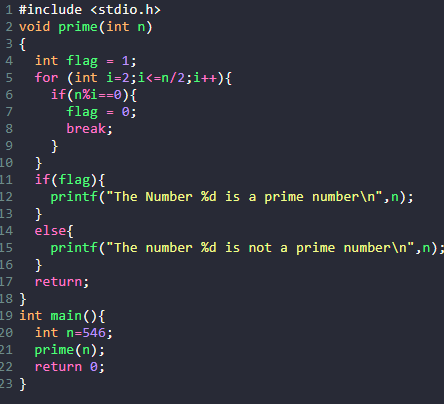 1 #include <stdio.h>
2 void prime(int n)
3 {
4   int flag = 1;
5   for (int i=2;i<=n/2;i++){
6     if(n%i==0){
7       flag = 0;
8       break;
9     }
10   }
11   if(flag){
12     printf("The Number %d is a prime number\n",n);
13   }
14   else{
15     printf("The number %d is not a prime number\n",n);
16   }
17   return;
18 }
19 int main(){
20   int n=546;
21   prime(n);
22   return 0;
23 }